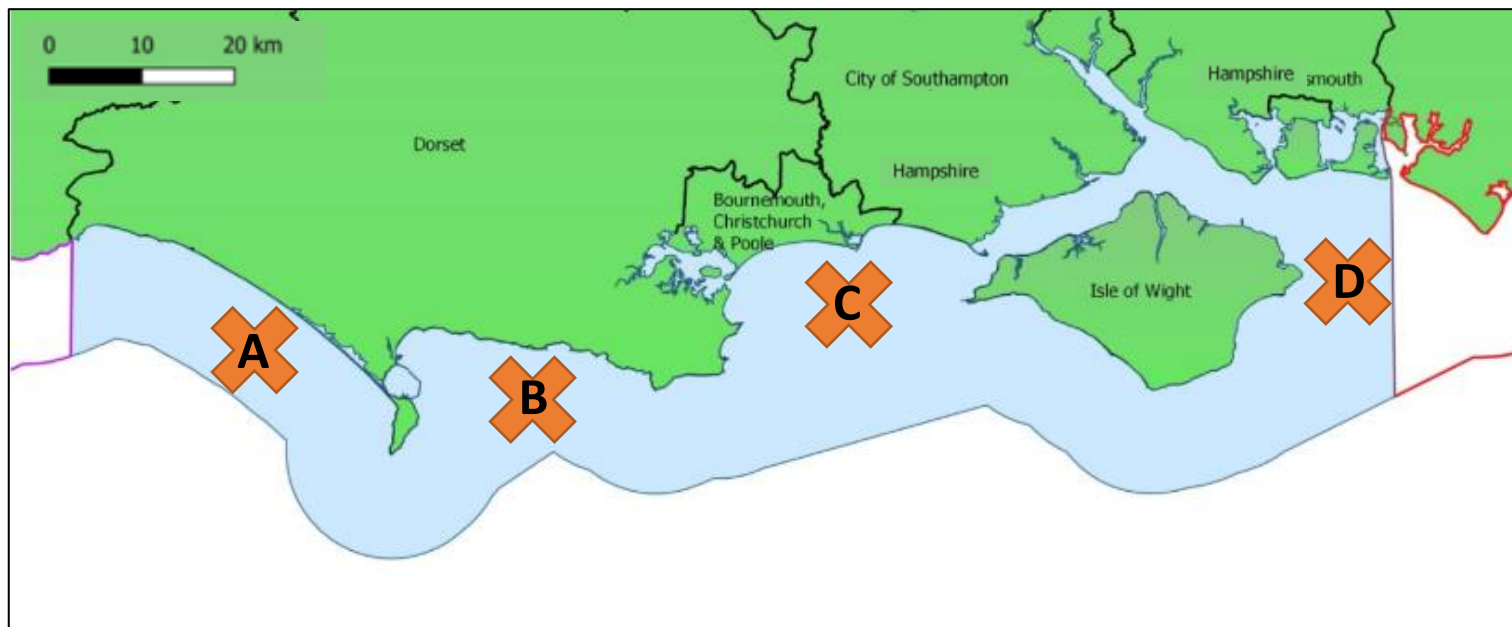 0 10 20 km
City of Southampton
Hampshire smouth
Dorset
Hampshire
Bournemouth,
Christchurch
& Poole
Isle of Wight
A
B
C
D